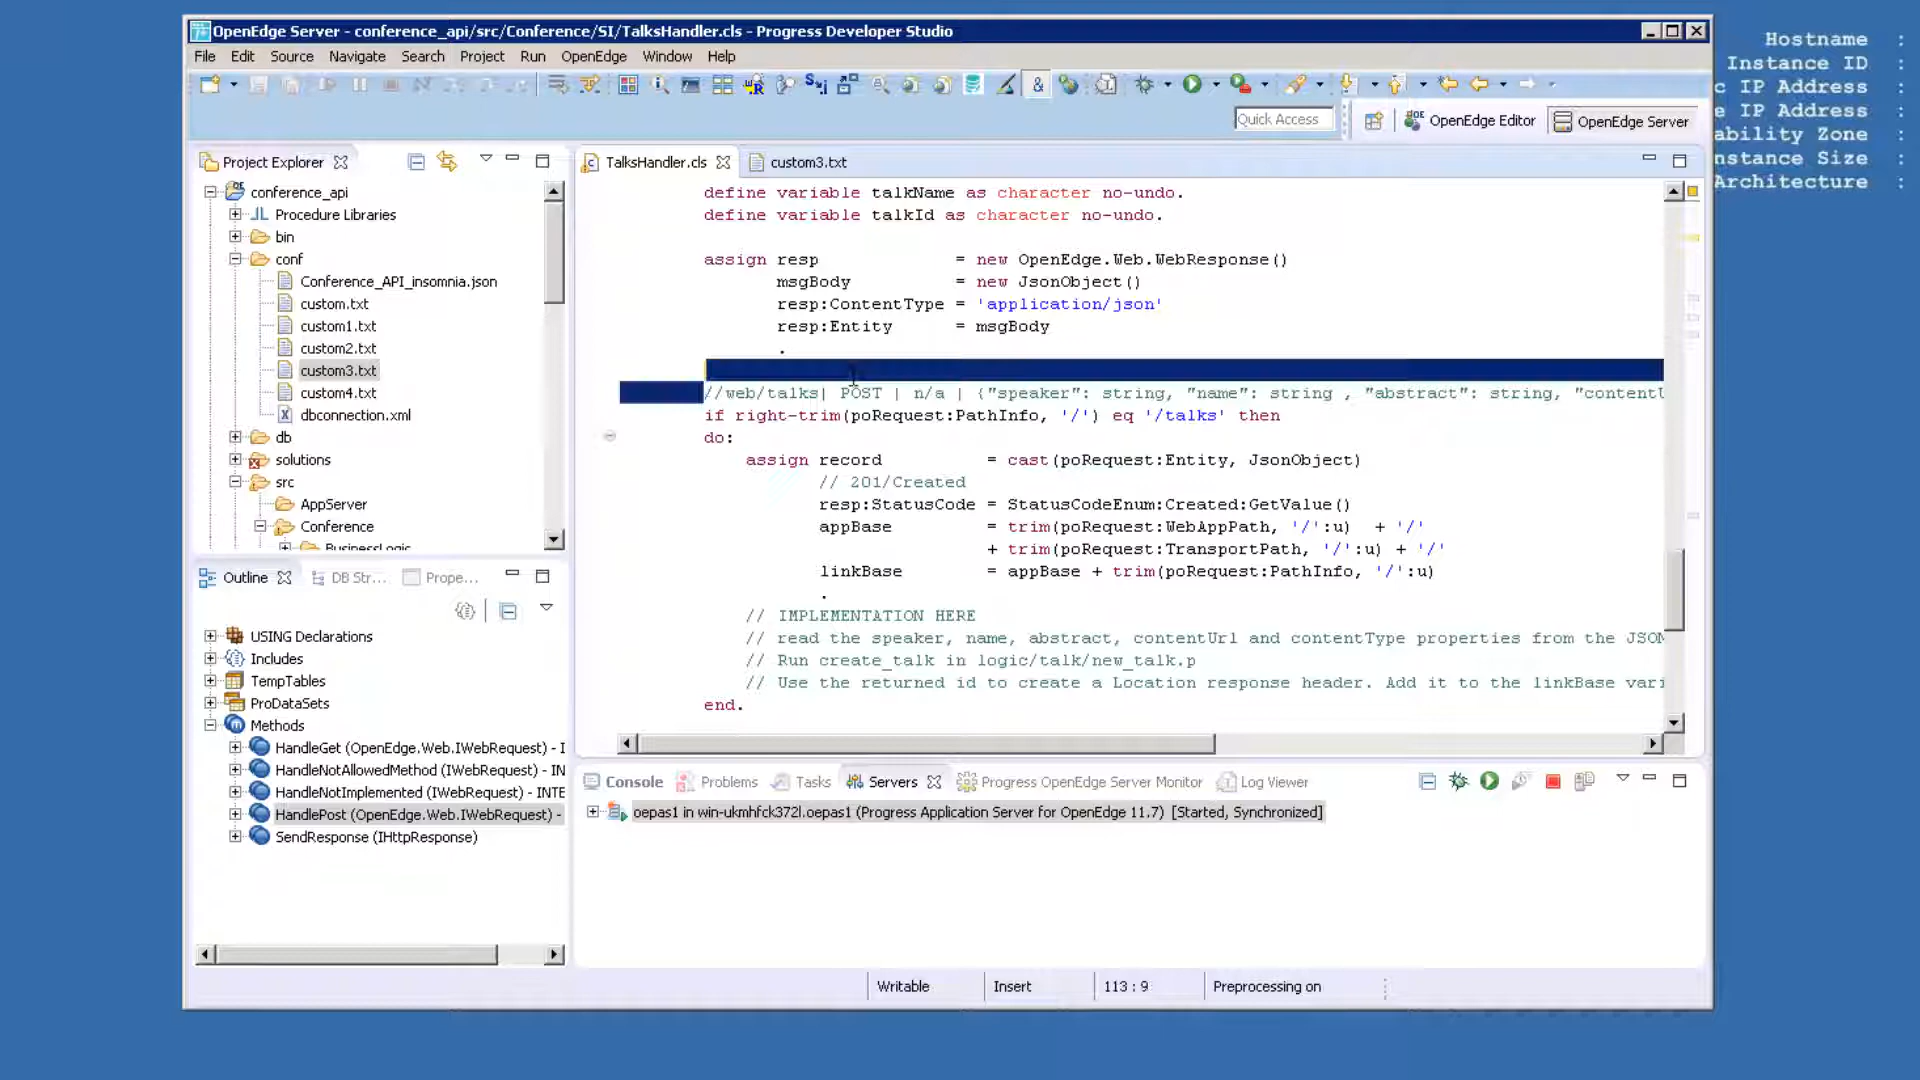 OpenEdge Server - conference_api/src/Conference/SI/TalksHandler.cls - Progress Developer Studio
Hostname :
Instance ID :
c IP Address :
e IP Address :
ability Zone :
nstance Size :
Architecture :
File Edit Source Navigate Search Project Run OpenEdge Window Help
Quick Access
OpenEdge Editor
OpenEdge Server
Project Explorer
conference_api
Procedure Libraries
bin
conf
Conference_API_insomnia.json
custom.txt
custom1.txt
custom2.txt
custom3.txt
custom4.txt
dbconnection.xml
db
solutions
src
AppServer
Conference
BusinessLogic
TalksHandler.cls
custom3.txt
define variable talkName as character no-undo.
define variable talkId as character no-undo.
assign resp = new OpenEdge.Web.WebResponse()
msgBody = new JsonObject()
resp:ContentType = 'application/json'
resp:Entity = msgBody
.
//web/talks| POST | n/a | {"speaker": string, "name": string , "abstract": string, "contentU
if right-trim(poRequest:PathInfo, '/') eq '/talks' then
do:
assign record = cast(poRequest:Entity, JsonObject)
// 201/Created
resp:StatusCode = StatusCodeEnum:Created:GetValue()
appBase = trim(poRequest:WebAppPath, '/':u) + '/'
+ trim(poRequest:TransportPath, '/':u) + '/'
linkBase = appBase + trim(poRequest:PathInfo, '/':u)
.
// IMPLEMENTATION HERE
// read the speaker, name, abstract, contentUrl and contentType properties from the JSON
// Run create_talk in logic/talk/new_talk.p
// Use the returned id to create a Location response header. Add it to the linkBase vari
end.
Outline
DB Str...
Prope...
USING Declarations
Includes
TempTables
ProDataSets
Methods
HandleGet (OpenEdge.Web.IWebRequest) - I
HandleNotAllowedMethod (IWebRequest) - IN
HandleNotImplemented (IWebRequest) - INTE
HandlePost (OpenEdge.Web.IWebRequest) -
SendResponse (IHttpResponse)
Console
Problems
Tasks
Servers
Progress OpenEdge Server Monitor
Log Viewer
oepas1 in win-ukmhfck372l.oepas1 (Progress Application Server for OpenEdge 11.7) [Started, Synchronized]
Writable
Insert
113 : 9
Preprocessing on